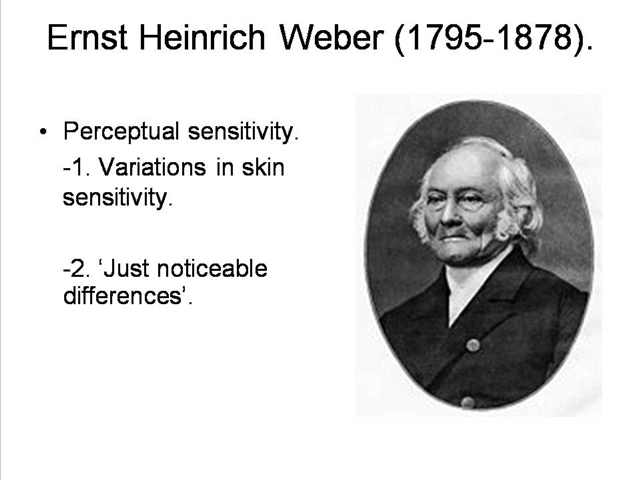 Ernst Heinrich Weber (1795-1878).
• Perceptual sensitivity.
-1. Variations in skin
sensitivity.
-2. ‘Just noticeable
differences’.